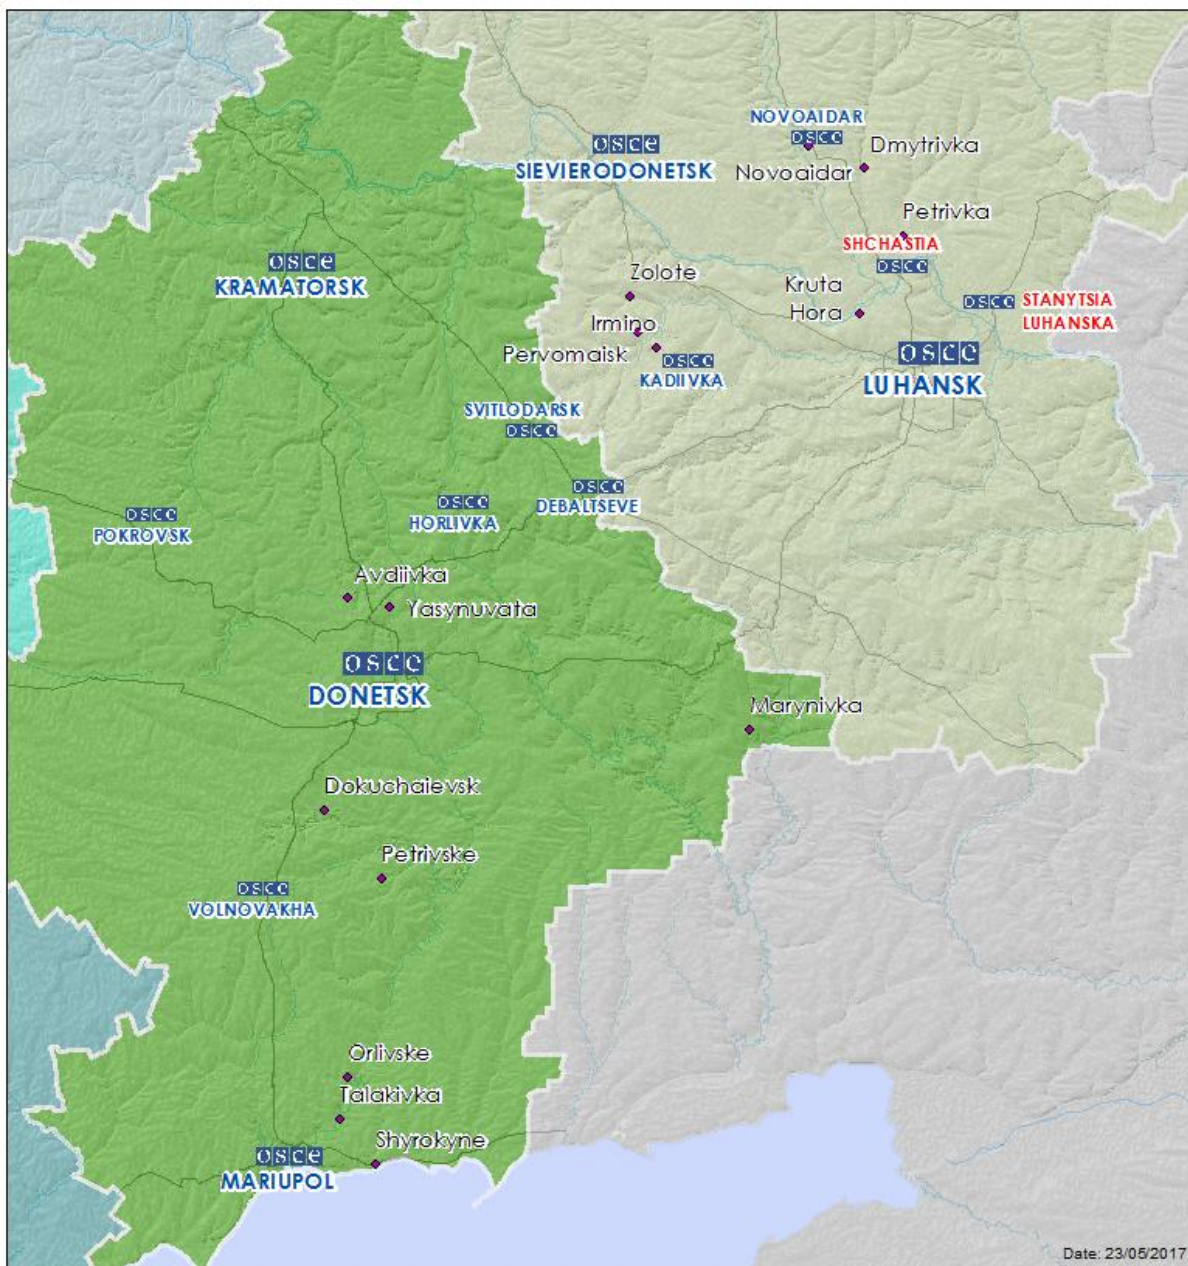 NOVOAIDAR
OSCE
OSCE
SIEVIERODONETSK
Dmytrivka
Novoaidar
Petrivka
SHCHASTIA
OSCE
OSCE
KRAMATORSK
Zolote
Kruta
Hora
OSCE
STANYTSIA
LUHANSKA
Irmino
Pervomaisk
OSCE
KADIIVKA
OSCE
LUHANSK
SVITLODARSK
OSCE
OSCE
DEBALTSEVE
OSCE
HORLIVKA
OSCE
POKROVSK
Avdiivka
Yasynuvata
OSCE
DONETSK
Marynivka
Dokuchaievsk
Petrivske
OSCE
VOLNOVAKHA
Orlivske
Talakivka
Shyrokyne
OSCE
MARIUPOL
Date: 23/05/2017